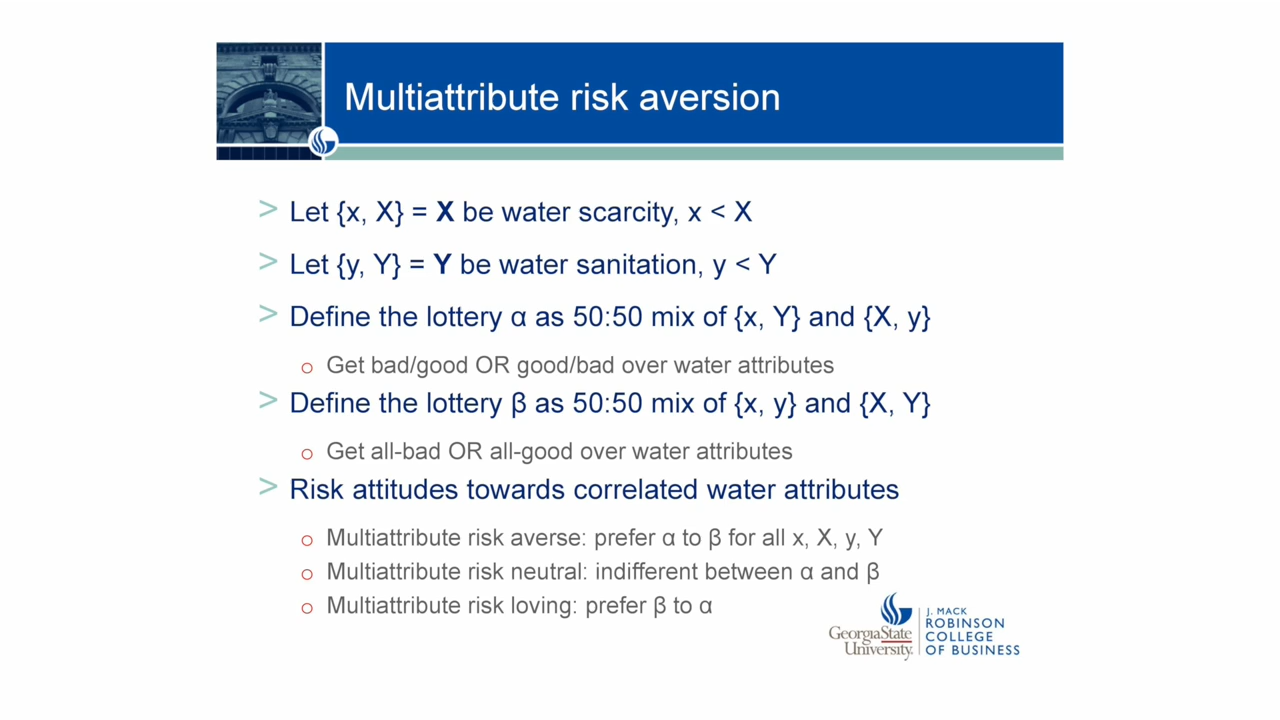 Multiattribute risk aversion
> Let {x, X} = X be water scarcity, x < X
> Let {y, Y} = Y be water sanitation, y < Y
> Define the lottery α as 50:50 mix of {x, Y} and {X, y}
o Get bad/good OR good/bad over water attributes
> Define the lottery β as 50:50 mix of {x, y} and {X, Y}
o Get all-bad OR all-good over water attributes
> Risk attitudes towards correlated water attributes
o Multiattribute risk averse: prefer α to β for all x, X, y, Y
o Multiattribute risk neutral: indifferent between α and β
o Multiattribute risk loving: prefer β to α
GeorgiaState
University.
J. MACK
ROBINSON
COLLEGE
OF BUSINESS